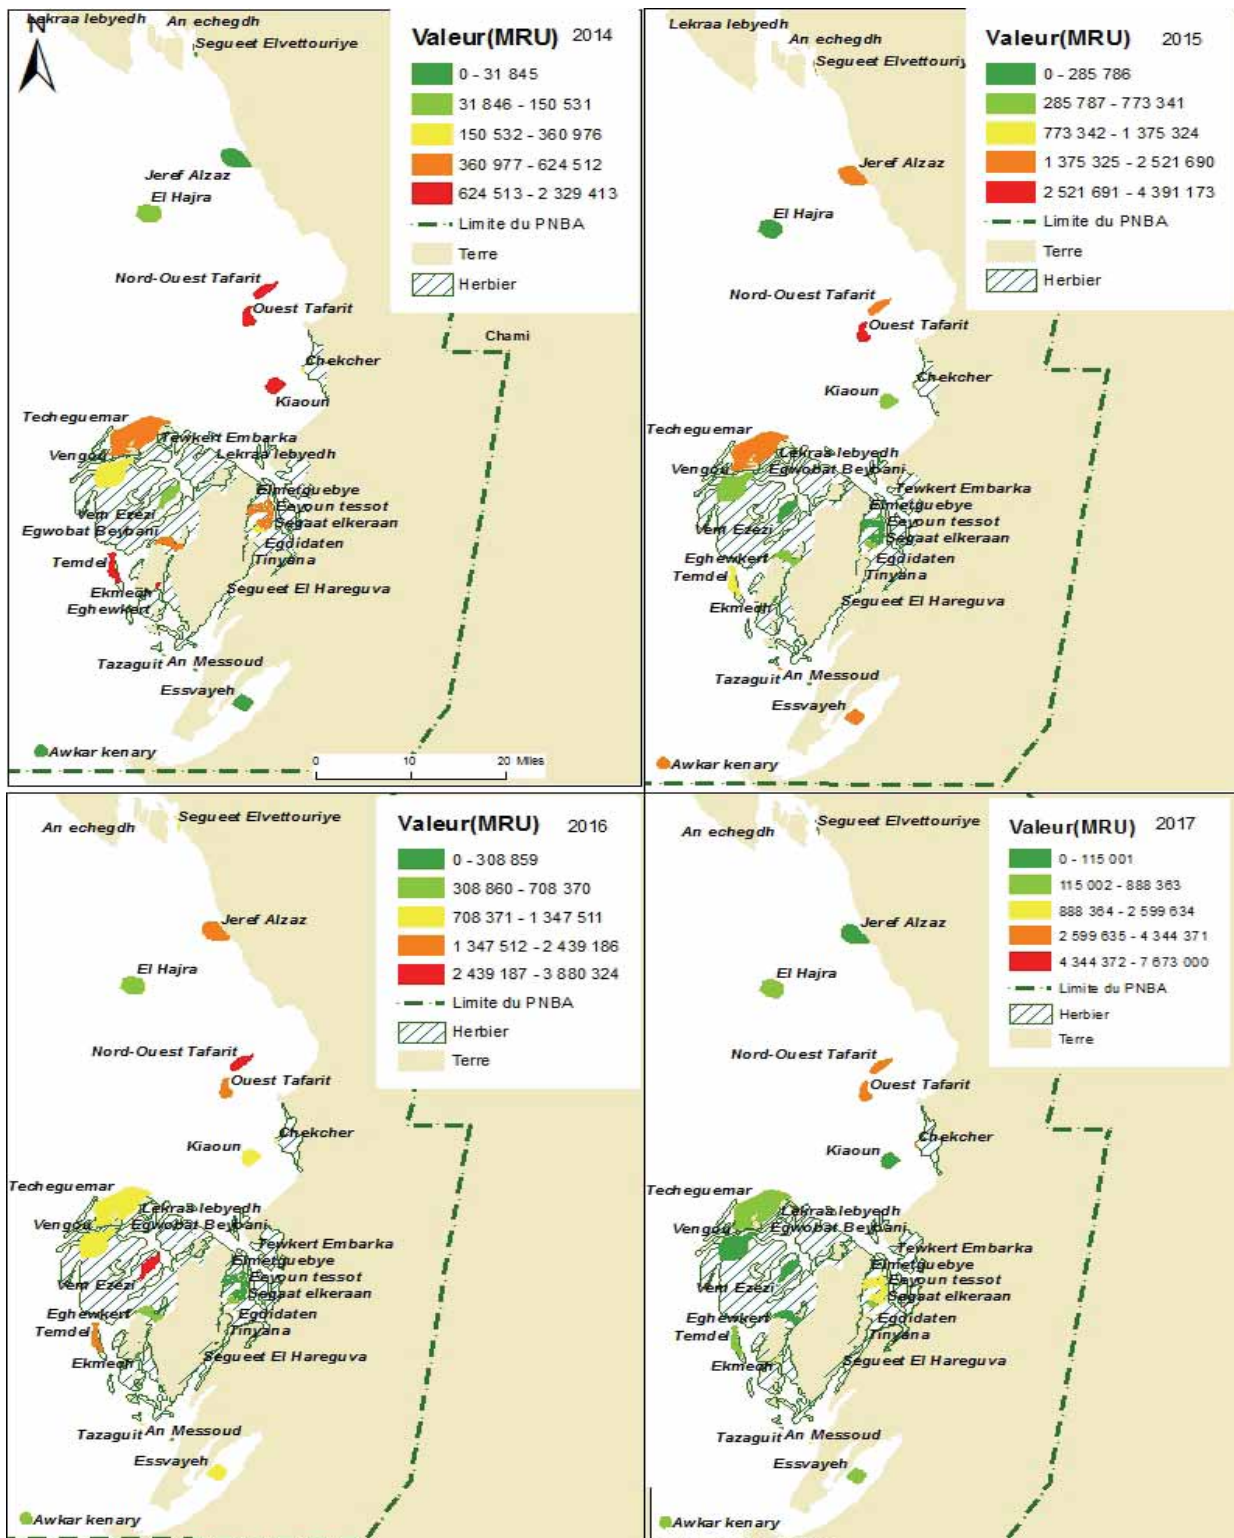 N
Lekraa lebyedh
An echegdh
Segueet Elvettouriye
Valeur(MRU) 2014
0 - 31 845
31 846 - 150 531
150 532 - 360 976
360 977 - 624 512
624 513 - 2 329 413
Limite du PNBA
Terre
Herbier
Jeref Alzaz
El Hajra
Nord-Ouest Tafarit
Ouest Tafarit
Chami
Chekcher
Kiaoun
Techeguemar
Tewkert Embarka
Vengou
Lekraa lebyedh
Elmetguebye
Eeyoun tessot
Vem Ezezi
Segaat elkeraan
Egwobat Beybani
Egdidaten
Temdel
Tinyana
Ekmech
Segueet El Hareguva
Eghewkert
Tazaguit
An Messoud
Essvayeh
Awkar kenary
0 10 20 Miles
Lekraa lebyedh
An echegdh
Segueet Elvettouriy
Valeur(MRU) 2015
0 - 285 786
285 787 - 773 341
773 342 - 1 375 324
1 375 325 - 2 521 690
2 521 691 - 4 391 173
Limite du PNBA
Terre
Herbier
Jeref Alzaz
El Hajra
Nord-Ouest Tafarit
Ouest Tafarit
Chekcher
Kiaoun
Techeguemar
Lekraa lebyedh
Vengou
Egwobat Beybani
Tewkert Embarka
Elmetguebye
Eeyoun tessot
Vem Ezezi
Segaat elkeraan
Eghewkert
Egdidaten
Temdel
Tinyana
Ekmech
Segueet El Hareguva
Tazaguit
An Messoud
Essvayeh
Awkar kenary
An echegdh
Segueet Elvettouriye
Valeur(MRU) 2016
0 - 308 859
308 860 - 708 370
708 371 - 1 347 511
1 347 512 - 2 439 186
2 439 187 - 3 880 324
Limite du PNBA
Herbier
Terre
Jeref Alzaz
El Hajra
Nord-Ouest Tafarit
Ouest Tafarit
Chekcher
Kiaoun
Techeguemar
Lekraa lebyedh
Vengou
Egwobat Beybani
Tewkert Embarka
Elmetguebye
Eeyoun tessot
Vem Ezezi
Segaat elkeraan
Eghewkert
Egdidaten
Temdel
Tinyana
Ekmech
Segueet El Hareguva
Tazaguit
An Messoud
Essvayeh
Awkar kenary
An echegdh
Segueet Elvettouriye
Valeur(MRU) 2017
0 - 115 001
115 002 - 888 363
888 364 - 2 599 634
2 599 635 - 4 344 371
4 344 372 - 7 673 000
Limite du PNBA
Herbier
Terre
Jeref Alzaz
El Hajra
Nord-Ouest Tafarit
Ouest Tafarit
Chekcher
Kiaoun
Techeguemar
Lekraa lebyedh
Vengou
Egwobat Beybani
Tewkert Embarka
Elmetguebye
Eeyoun tessot
Vem Ezezi
Segaat elkeraan
Eghewkert
Egdidaten
Temdel
Tinyana
Ekmech
Segueet El Hareguva
Tazaguit
An Messoud
Essvayeh
Awkar kenary